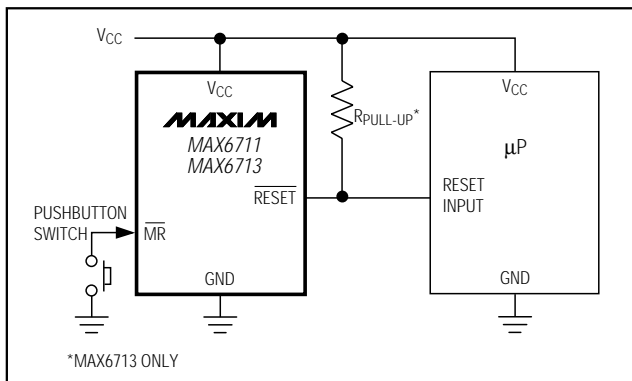 VCC
VCC
MAXIM
MAX6711
MAX6713
RESET
PUSHBUTTON
SWITCH
MR
GND
RPULL-UP*
VCC
µP
RESET
INPUT
GND
*MAX6713 ONLY